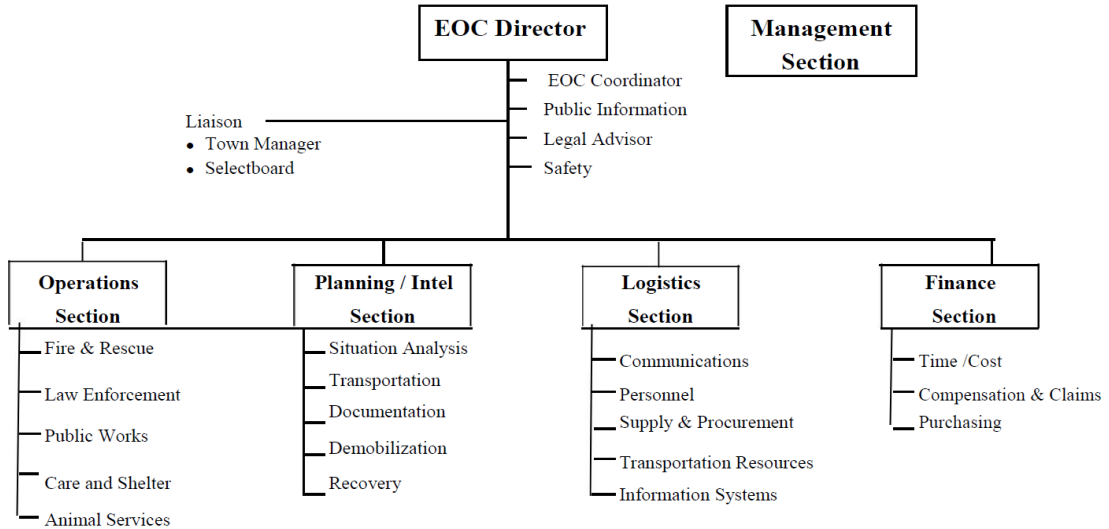 EOC Director
Management
Section
EOC Coordinator
Public Information
Legal Advisor
Safety
Liaison
• Town Manager
• Selectboard
Operations
Section
Fire & Rescue
Law Enforcement
Public Works
Care and Shelter
Animal Services
Planning / Intel
Section
Situation Analysis
Transportation
Documentation
Demobilization
Recovery
Logistics
Section
Communications
Personnel
Supply & Procurement
Transportation Resources
Information Systems
Finance
Section
Time /Cost
Compensation & Claims
Purchasing